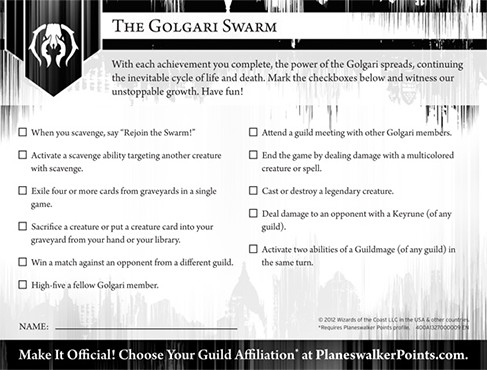 The Golgari Swarm
With each achievement you complete, the power of the Golgari spreads, continuing
the inevitable cycle of life and death. Mark the checkboxes below and witness our
unstoppable growth. Have fun!
When you scavenge, say “Rejoin the Swarm!”
Activate a scavenge ability targeting another creature
with scavenge.
Exile four or more cards from graveyards in a single
game.
Sacrifice a creature or put a creature card into your
graveyard from your hand or your library.
Win a match against an opponent from a different guild.
High-five a fellow Golgari member.
Attend a guild meeting with other Golgari members.
End the game by dealing damage with a multicolored
creature or spell.
Cast or destroy a legendary creature.
Deal damage to an opponent with a Keyrune (of any
guild).
Activate two abilities of a Guildmage (of any guild) in
the same turn.
NAME:
© 2012 Wizards of the Coast LLC in the USA & other countries.
*Requires Planeswalker Points profile. 400A1327000009 EN
Make It Official! Choose Your Guild Affiliation* at PlaneswalkerPoints.com.